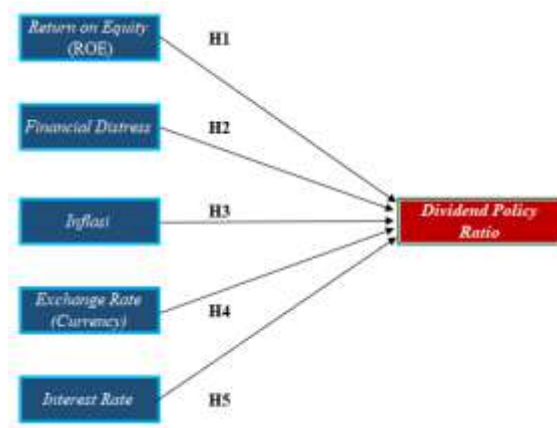 Return on Equity
(ROE)
H1
Financial Distress
H2
Inflasi
H3
Dividend Policy
Ratio
Exchange Rate
(Currency)
H4
Interest Rate
H5